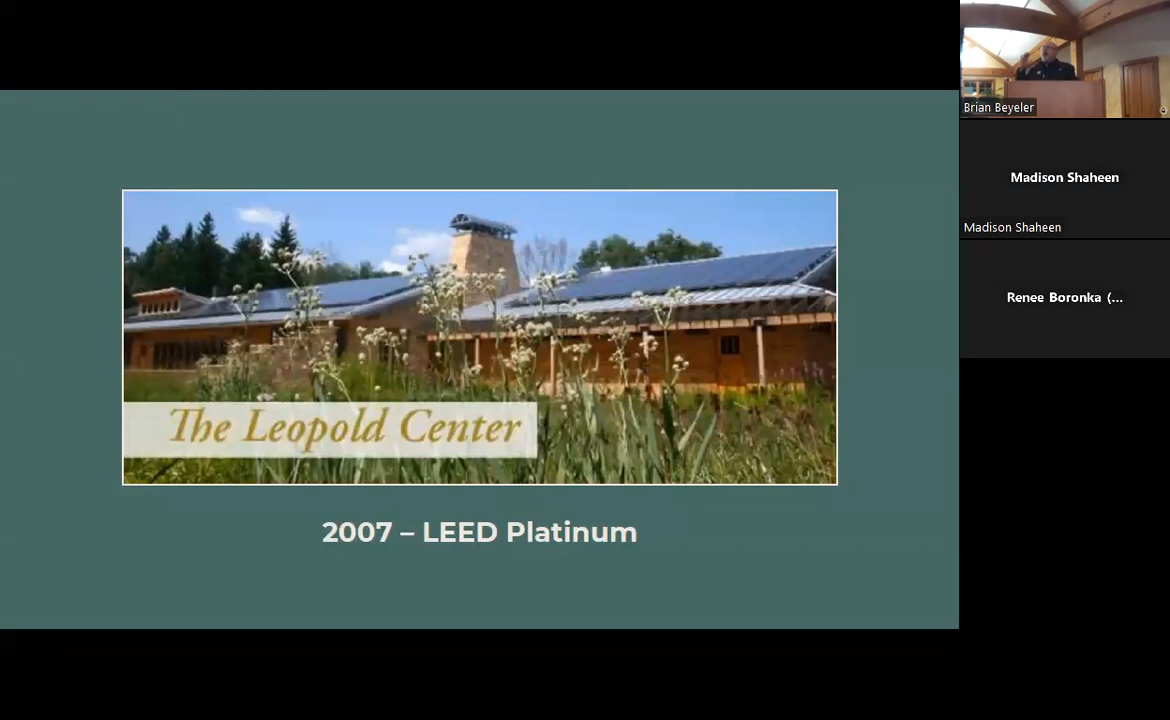 The Leopold Center
2007 – LEED Platinum
Brian Beyeler
Madison Shaheen
Madison Shaheen
Renee Boronka (...